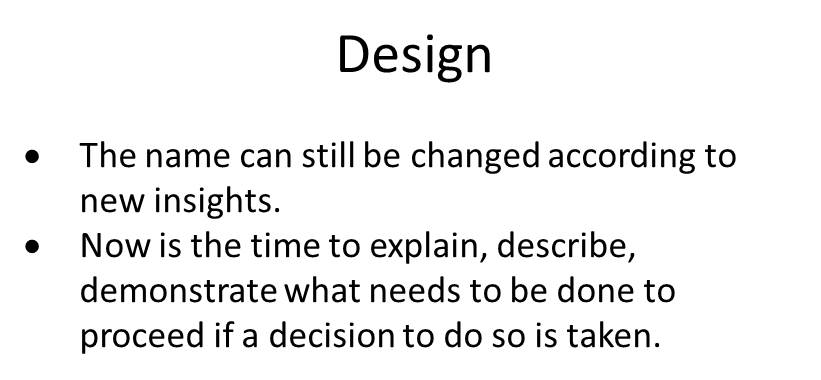 Design
• The name can still be changed according to
new insights.
• Now is the time to explain, describe,
demonstrate what needs to be done to
proceed if a decision to do so is taken.